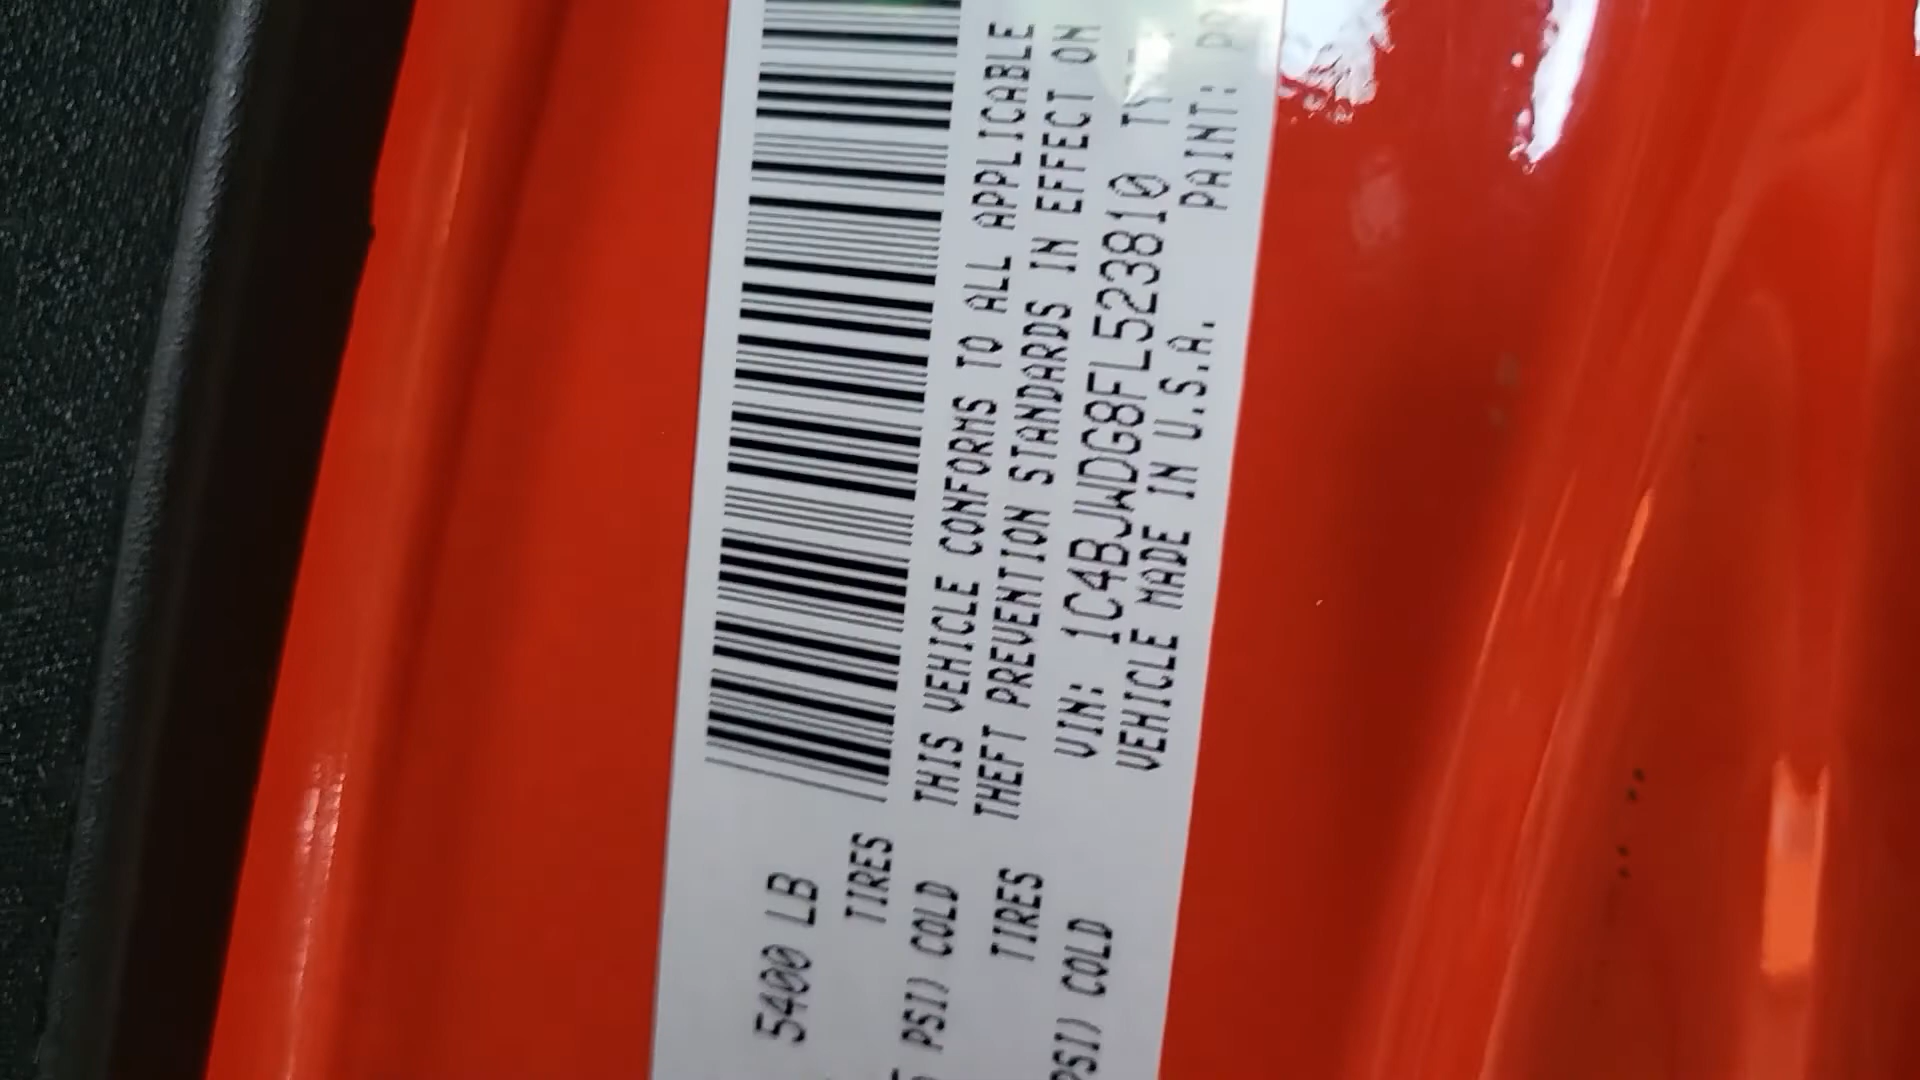 5400 LB
TIRES
PSI) COLD
TIRES
PSI) COLD
THIS VEHICLE CONFORMS TO ALL APPLICABLE
THEFT PREVENTION STANDARDS IN EFFECT ON
VIN: 1C4BJWDG8FL523810
VEHICLE MADE IN U.S.A. PAINT: